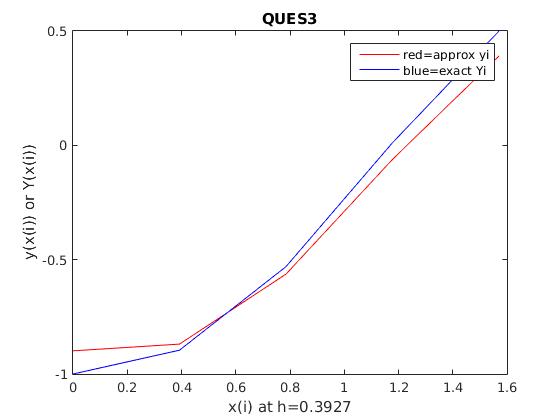 QUES3
red=approx yi
blue=exact Yi
y(x(i)) or Y(x(i))
0.5
0
-0.5
-1
0 0.2 0.4 0.6 0.8 1 1.2 1.4 1.6
x(i) at h=0.3927